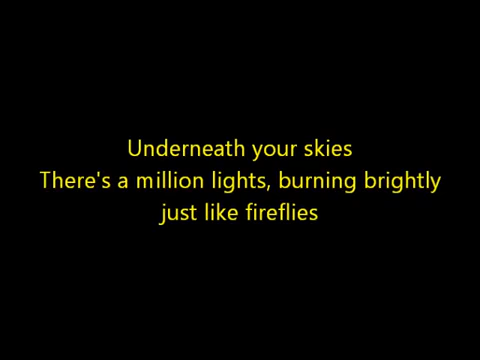 Underneath your skies
There's a million lights, burning brightly
just like fireflies